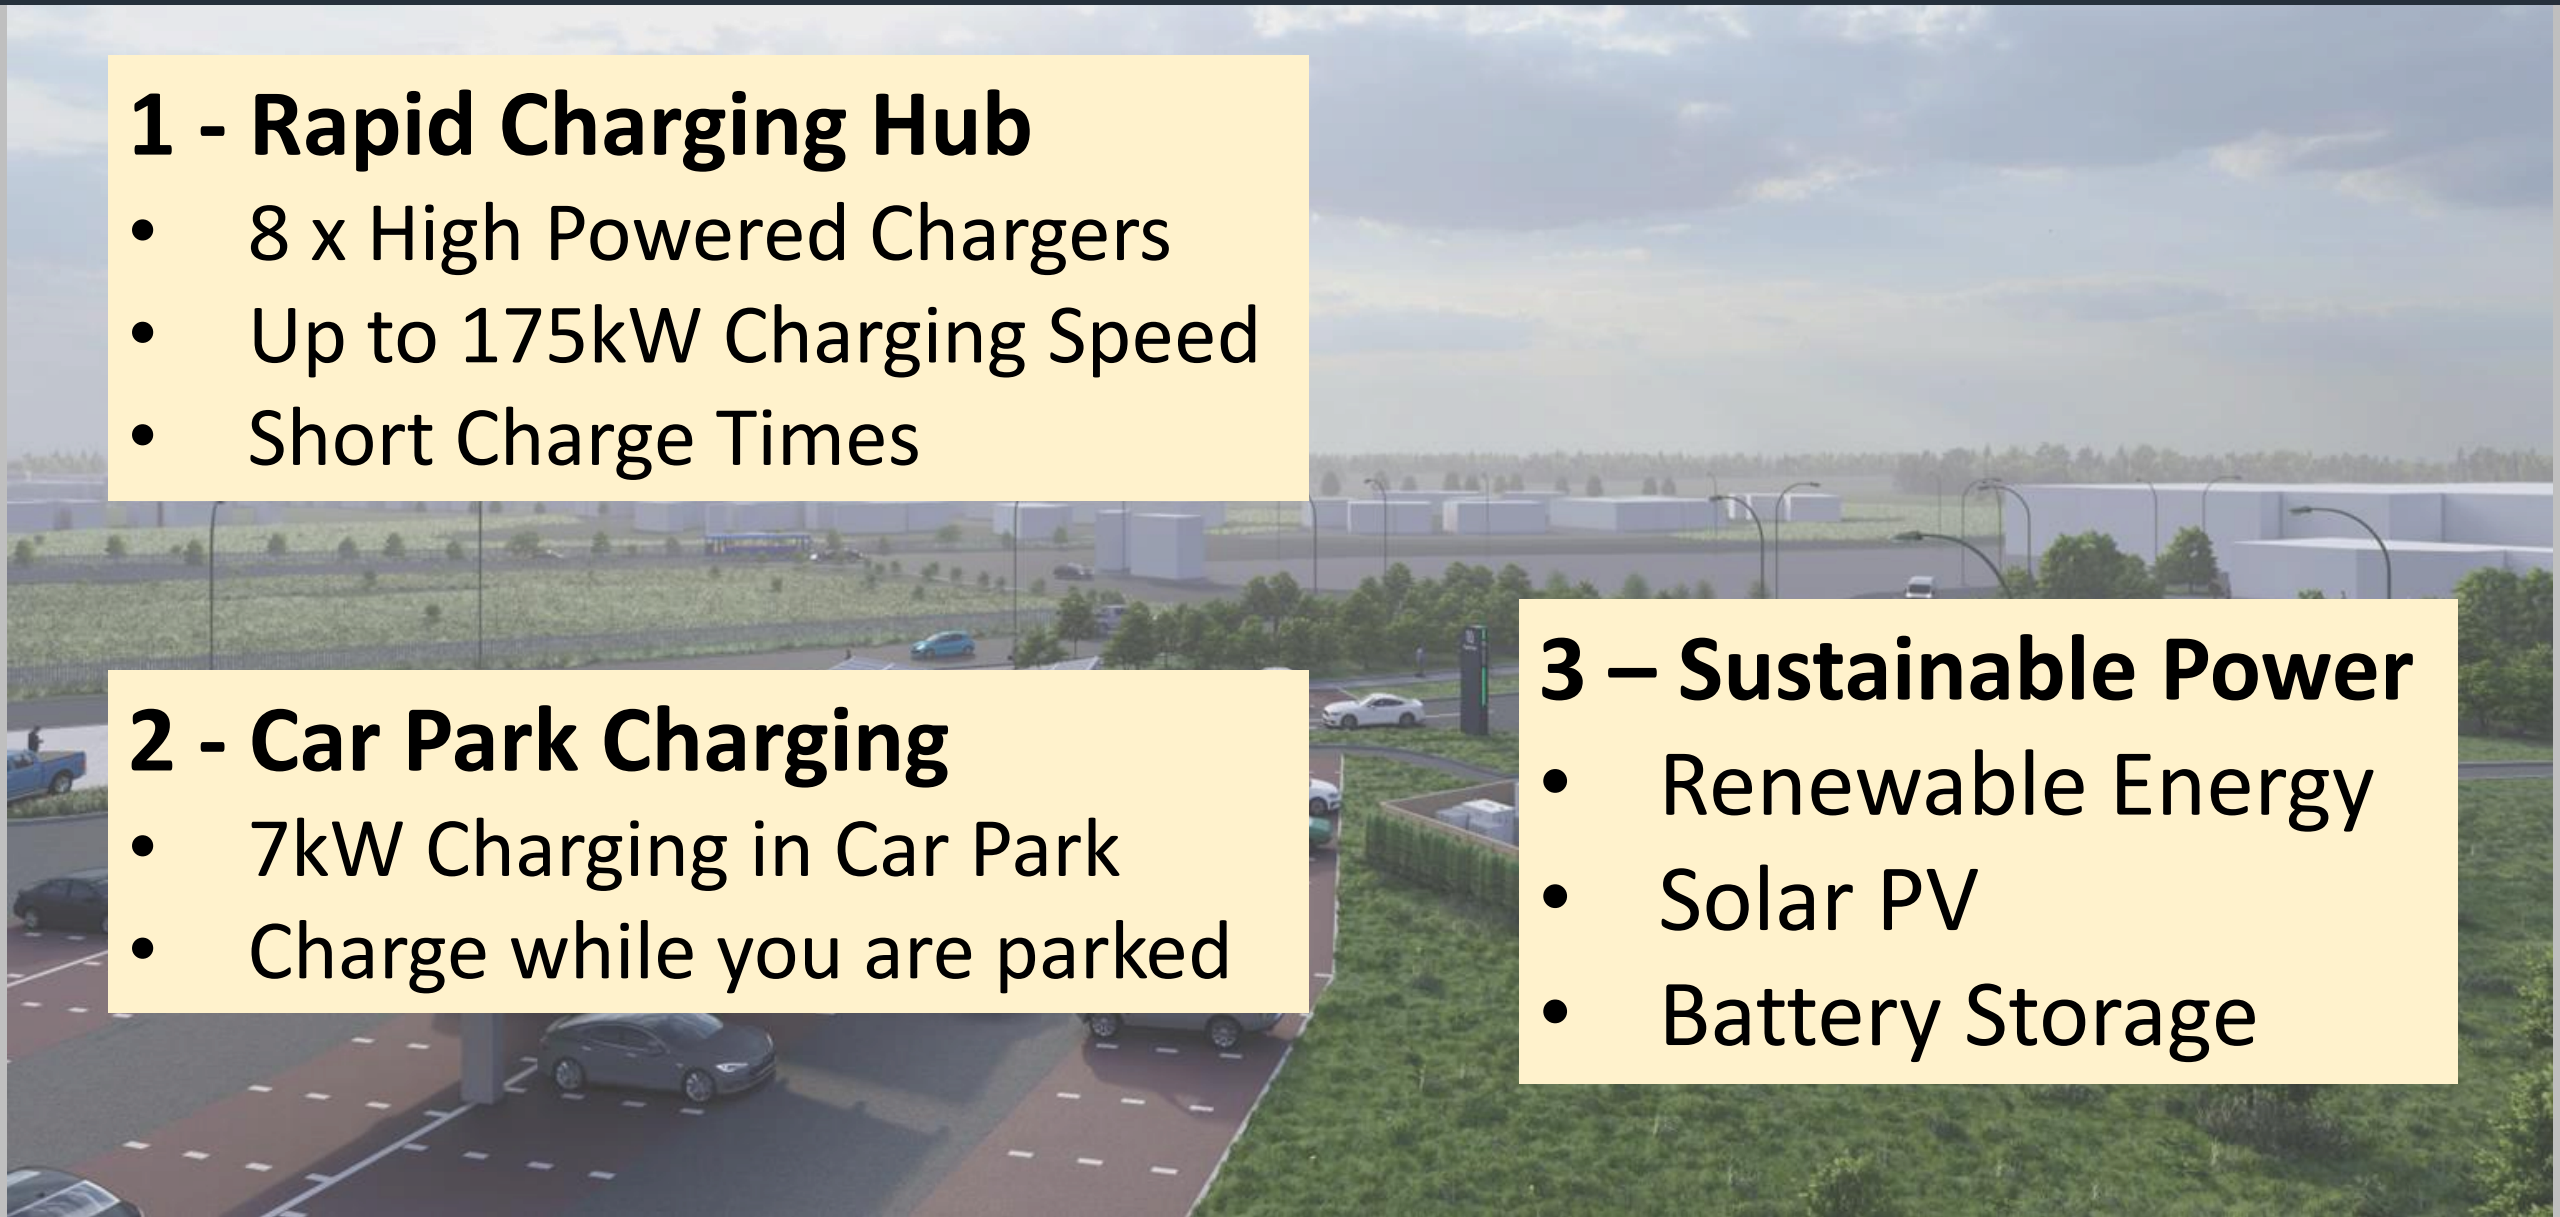 1 - Rapid Charging Hub
• 8 x High Powered Chargers
• Up to 175kW Charging Speed
• Short Charge Times
2 - Car Park Charging
• 7kW Charging in Car Park
• Charge while you are parked
3 – Sustainable Power
• Renewable Energy
• Solar PV
• Battery Storage